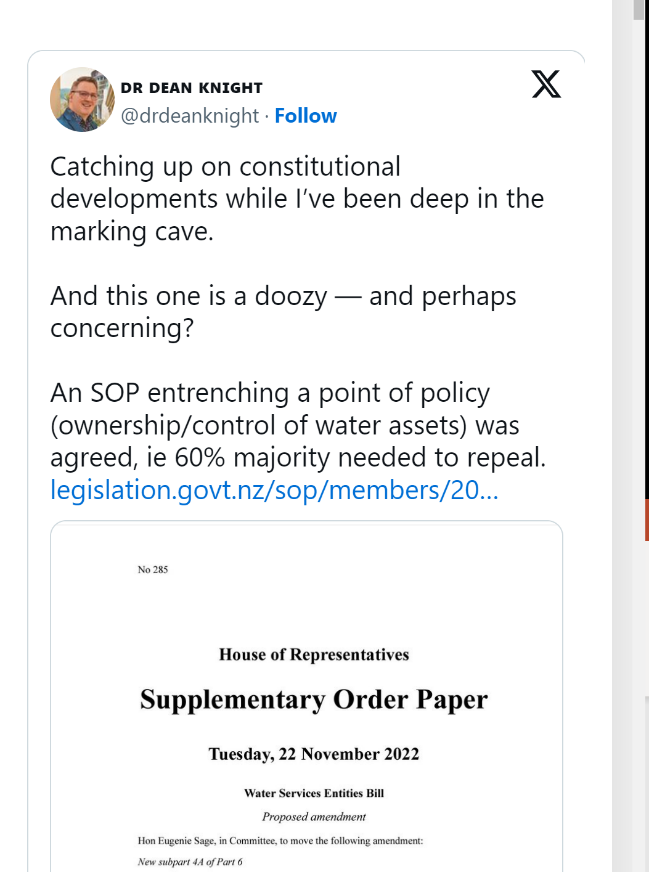 DR DEAN KNIGHT
@drdeanknight · Follow
Catching up on constitutional
developments while I’ve been deep in the
marking cave.
And this one is a doozy — and perhaps
concerning?
An SOP entrenching a point of policy
(ownership/control of water assets) was
agreed, ie 60% majority needed to repeal.
legislation.govt.nz/sop/members/20…
No 285
House of Representatives
Supplementary Order Paper
Tuesday, 22 November 2022
Water Services Entities Bill
Proposed amendment
Hon Eugenie Sage, in Committee, to move the following amendment:
New subpart 4A of Part 6